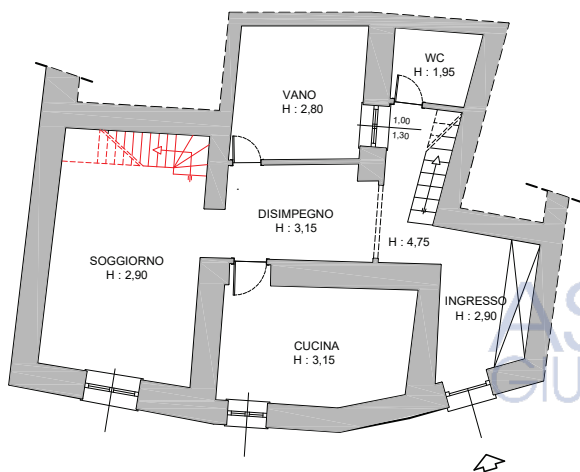 WC
H : 1,95
VANO
H : 2,80
1,00
1,30
DISIMPEGNO
H : 3,15
H : 4,75
SOGGIORNO
H : 2,90
INGRESSO
H : 2,90
CUCINA
H : 3,15